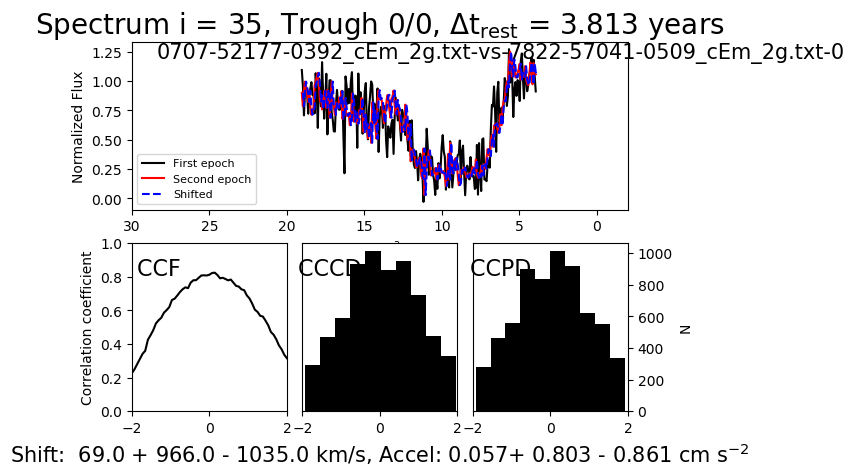 Spectrum i = 35, Trough 0/0, Δt_rest = 3.813 years
0707-52177-0392_cEm_2g.txt-vs-7822-57041-0509_cEm_2g.txt-0
Normalized Flux
1.25
1.00
0.75
0.50
0.25
0.00
First epoch
Second epoch
Shifted
30 25 20 15 10 5 0
Correlation coefficient
1.0
0.8
0.6
0.4
0.2
0.0
CCF
CCCD
CCPD
1000
800
600
400
200
0
N
−2 0 2
−2 0 2
−2 0 2
Shift: 69.0 + 966.0 - 1035.0 km/s, Accel: 0.057+ 0.803 - 0.861 cm s⁻²